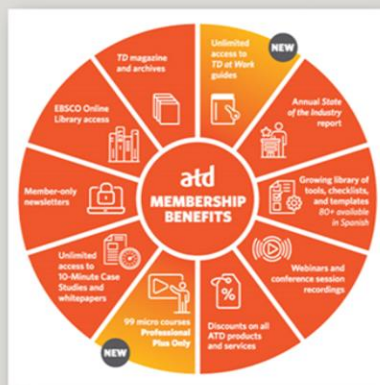 Unlimited
access to
TD at Work
guides
NEW
Annual State
of the Industry
report
Growing library of
tools, checklists,
and templates
80+ available
in Spanish
Webinars and
conference session
recordings
Discounts on all
ATD products
and services
99 micro courses
Professional
Plus Only
NEW
Unlimited
access to
10-Minute Case
Studies and
whitepapers
Member-only
newsletters
EBSCO Online
Library access
TD magazine
and archives
atd
MEMBERSHIP
BENEFITS
%